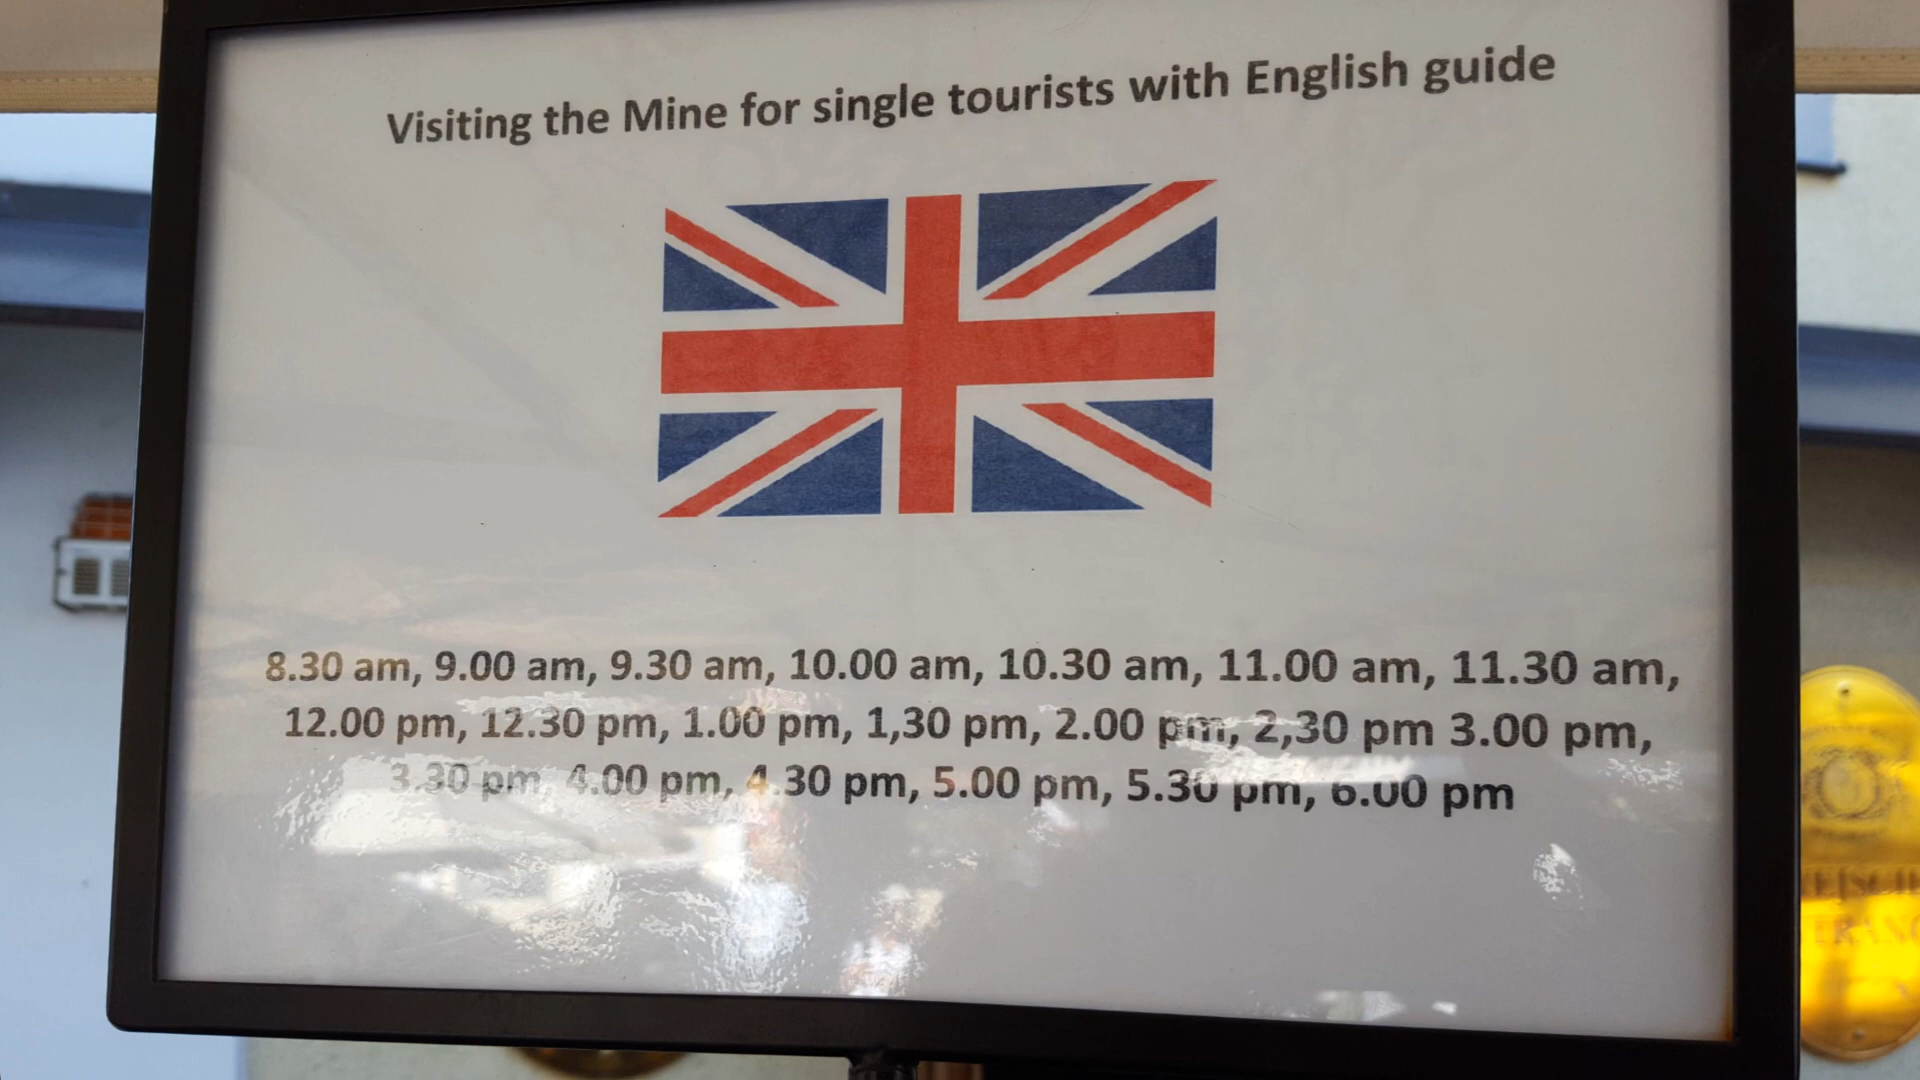 Visiting the Mine for single tourists with English guide
8.30 am, 9.00 am, 9.30 am, 10.00 am, 10.30 am, 11.00 am, 11.30 am,
12.00 pm, 12.30 pm, 1.00 pm, 1,30 pm, 2.00 pm, 2,30 pm 3.00 pm,
3.30 pm, 4.00 pm, 4.30 pm, 5.00 pm, 5.30 pm, 6.00 pm